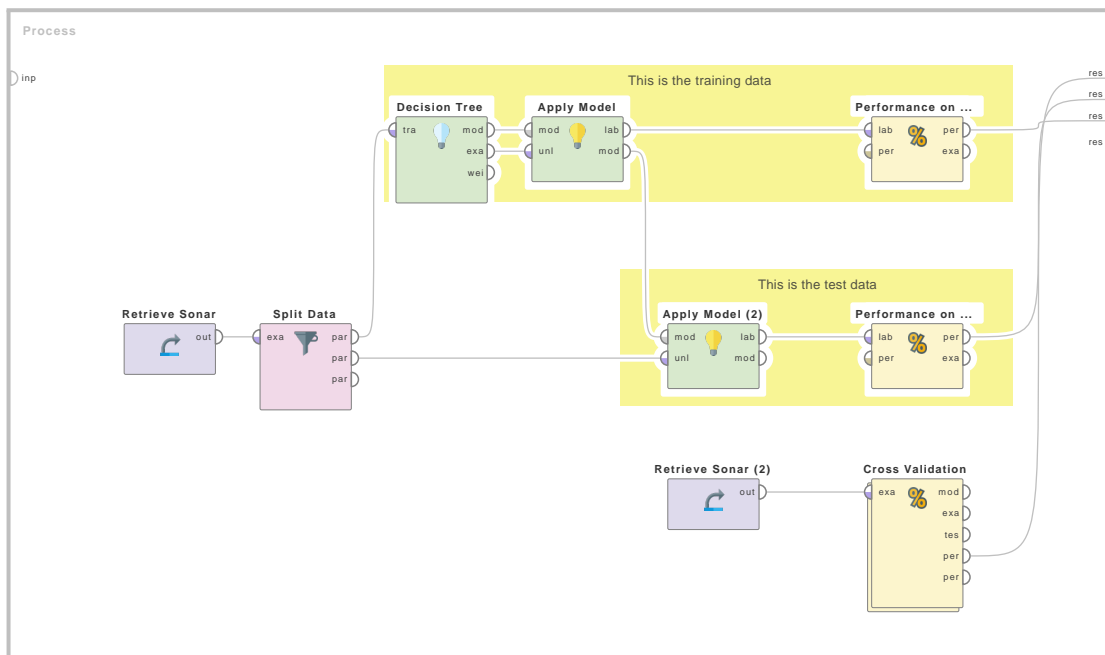 Process
inp
res
res
res
res
This is the training data
Decision Tree
tra
mod
exa
wei
Apply Model
mod
lab
unl
mod
Performance on ...
lab
per
per
exa
This is the test data
Retrieve Sonar
out
Split Data
exa
par
par
par
Apply Model (2)
mod
lab
unl
mod
Performance on ...
lab
per
per
exa
Retrieve Sonar (2)
out
Cross Validation
exa
mod
exa
tes
per
per